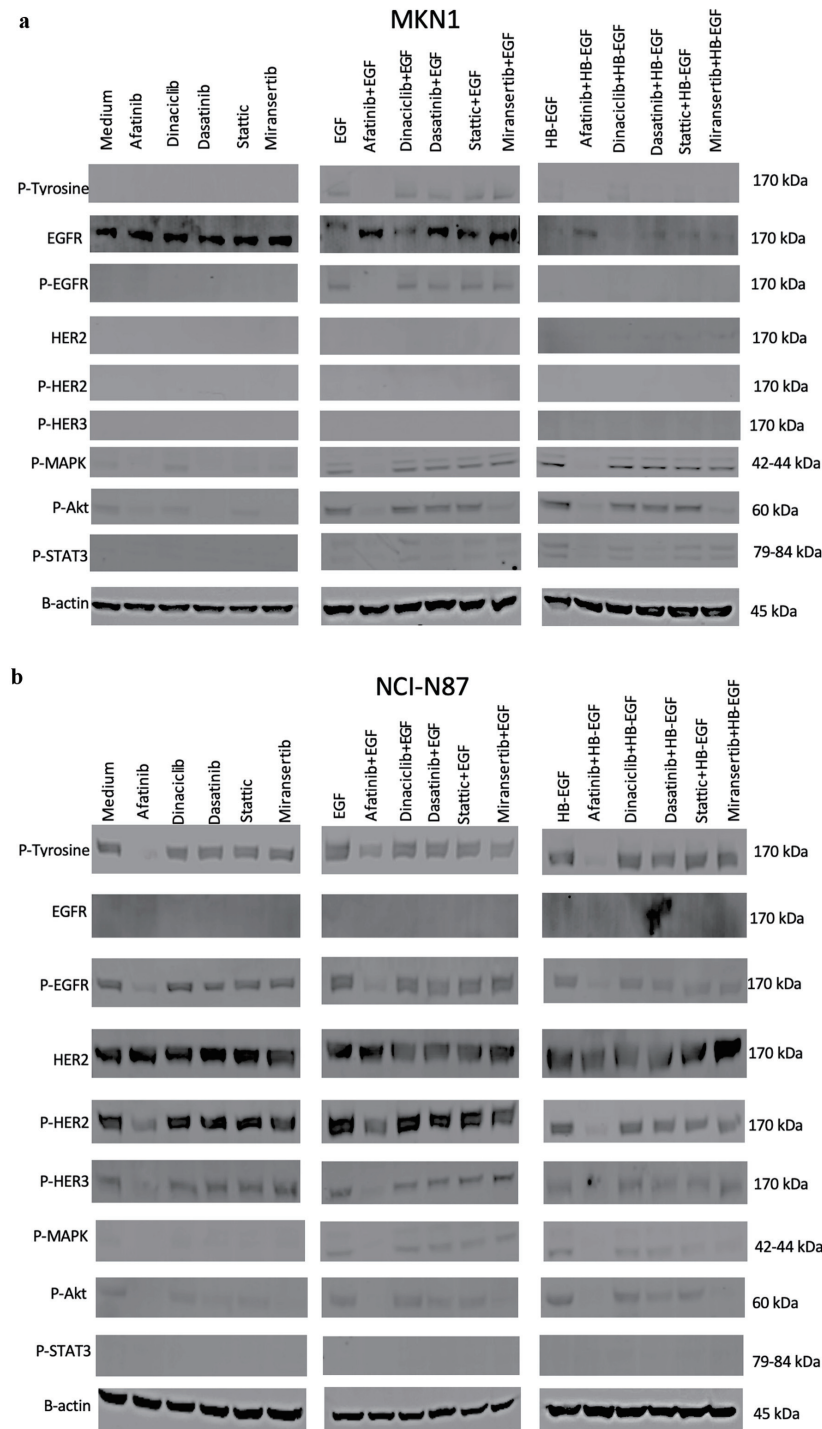 a
MKN1
Medium
Afatinib
Dinaciclib
Dasatinib
Stattic
Miransertib
EGF
Afatinib+EGF
Dinaciclib+EGF
Dasatinib+EGF
Stattic+EGF
Miransertib+EGF
HB-EGF
Afatinib+HB-EGF
Dinaciclib+HB-EGF
Dasatinib+HB-EGF
Stattic+HB-EGF
Miransertib+HB-EGF
P-Tyrosine 170 kDa
EGFR 170 kDa
P-EGFR 170 kDa
HER2 170 kDa
P-HER2 170 kDa
P-HER3 170 kDa
P-MAPK 42-44 kDa
P-Akt 60 kDa
P-STAT3 79-84 kDa
B-actin 45 kDa
b
NCI-N87
Medium
Afatinib
Dinaciclib
Dasatinib
Stattic
Miransertib
EGF
Afatinib+EGF
Dinaciclib+EGF
Dasatinib+EGF
Stattic+EGF
Miransertib+EGF
HB-EGF
Afatinib+HB-EGF
Dinaciclib+HB-EGF
Dasatinib+HB-EGF
Stattic+HB-EGF
Miransertib+HB-EGF
P-Tyrosine 170 kDa
EGFR 170 kDa
P-EGFR 170 kDa
HER2 170 kDa
P-HER2 170 kDa
P-HER3 170 kDa
P-MAPK 42-44 kDa
P-Akt 60 kDa
P-STAT3 79-84 kDa
B-actin 45 kDa